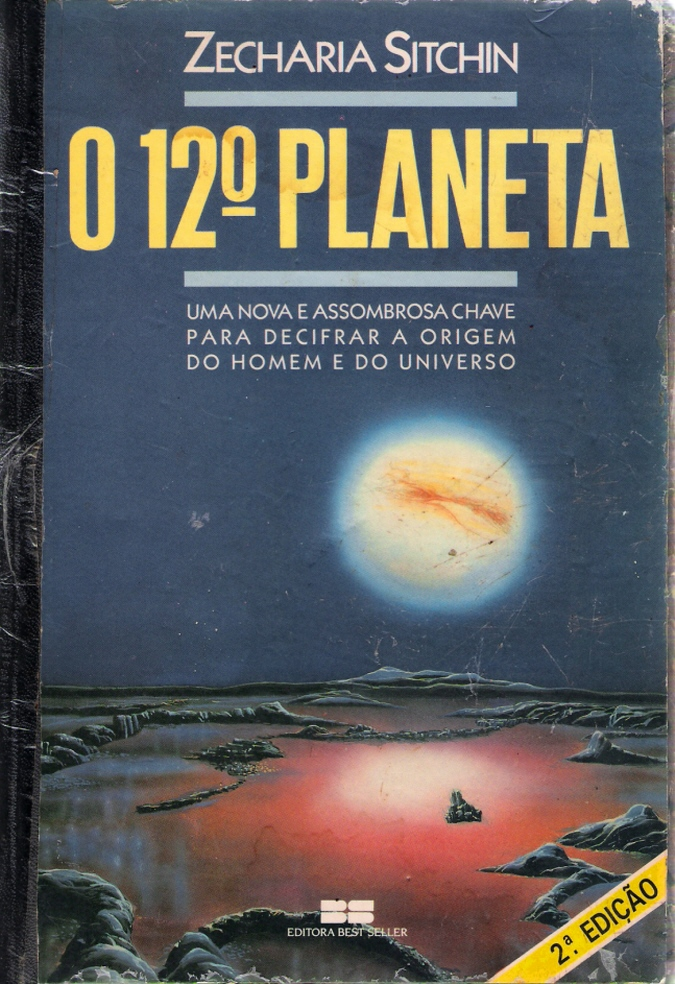 ZECHARIA SITCHIN
O 12º PLANETA
UMA NOVA E ASSOMBROSA CHAVE
PARA DECIFRAR A ORIGEM
DO HOMEM E DO UNIVERSO
BS
EDITORA BEST SELLER
2ª EDIÇÃO